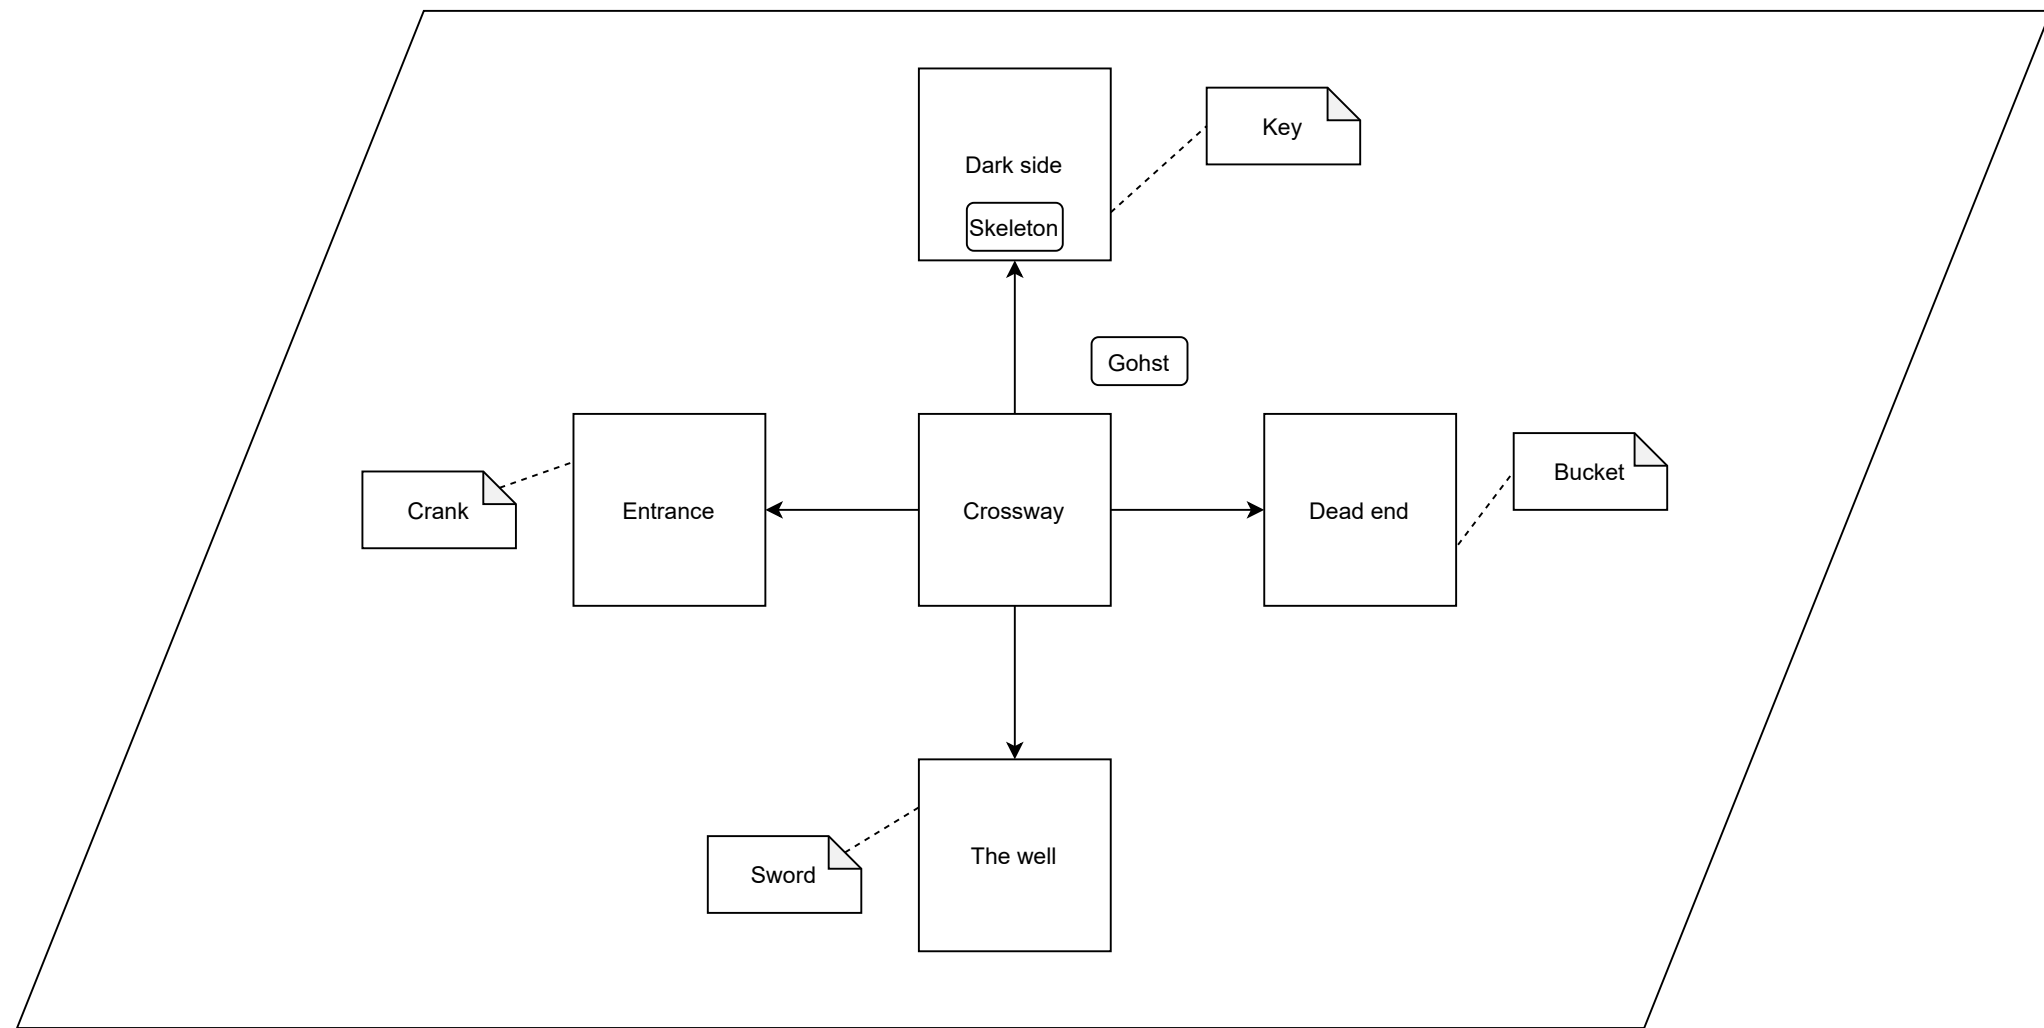 Dark side
Key
Skeleton
Gohst
Crank
Entrance
Crossway
Dead end
Bucket
Sword
The well